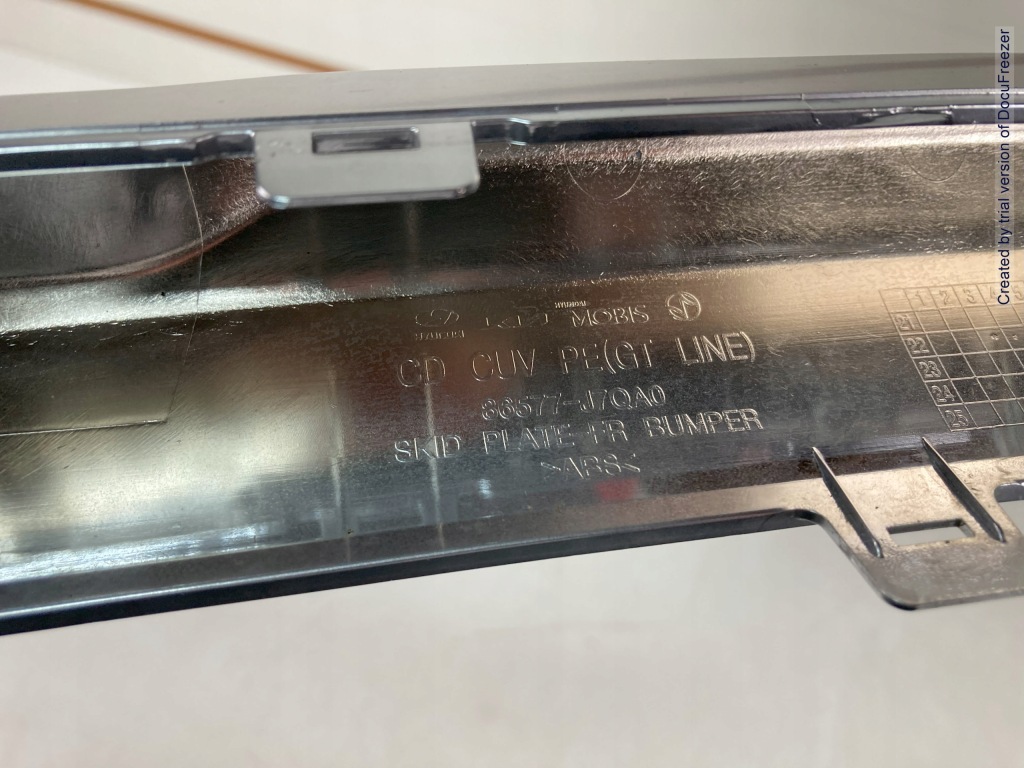 HYUNDAI
HYUNDAI KIA MOBIS
CD CUV PE(GT LINE)
86577-J7QA0
SKID PLATE-FR BUMPER
>ABS<
1 2 3 4
21
22
23
24
25
Created by trial version of DocuFreezer